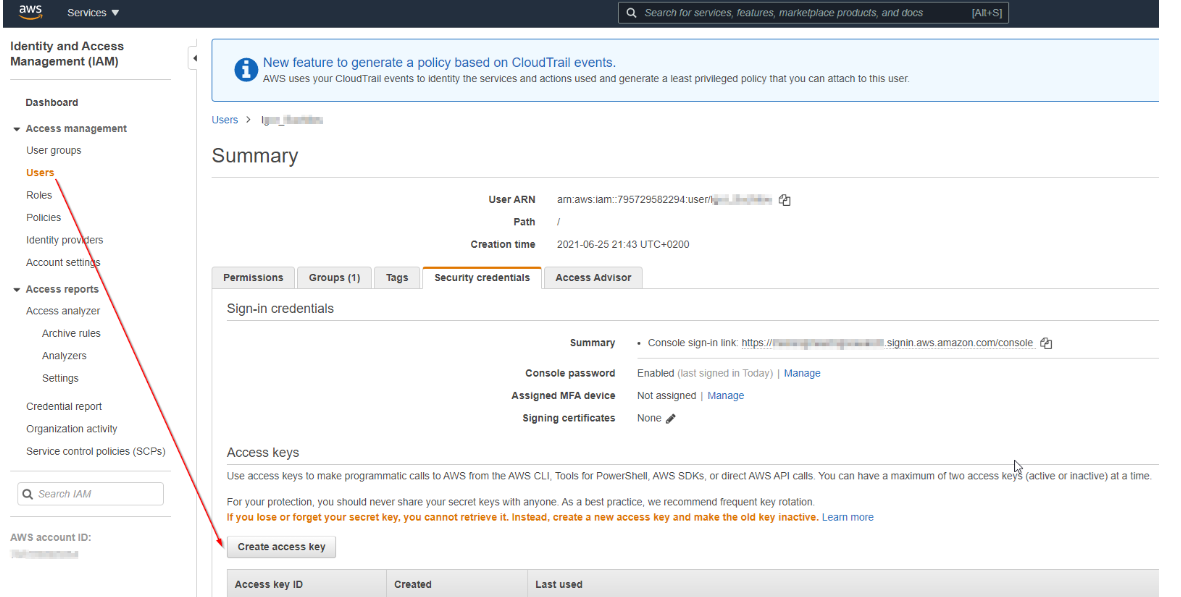 aws
Services
Search for services, features, marketplace products, and docs [Alt+S]
Identity and Access
Management (IAM)
Dashboard
Access management
User groups
Users
Roles
Policies
Identity providers
Account settings
Access reports
Access analyzer
Archive rules
Analyzers
Settings
Credential report
Organization activity
Service control policies (SCPs)
Search IAM
AWS account ID:
New feature to generate a policy based on CloudTrail events.
AWS uses your CloudTrail events to identify the services and actions used and generate a least privileged policy that you can attach to this user.
Users >
Summary
User ARN arn:aws:iam::795729582294:user/
Path /
Creation time 2021-06-25 21:43 UTC+0200
Permissions Groups (1) Tags Security credentials Access Advisor
Sign-in credentials
Summary • Console sign-in link: https:// .signin.aws.amazon.com/console
Console password Enabled (last signed in Today) | Manage
Assigned MFA device Not assigned | Manage
Signing certificates None
Access keys
Use access keys to make programmatic calls to AWS from the AWS CLI, Tools for PowerShell, AWS SDKs, or direct AWS API calls. You can have a maximum of two access keys (active or inactive) at a time.
For your protection, you should never share your secret keys with anyone. As a best practice, we recommend frequent key rotation.
If you lose or forget your secret key, you cannot retrieve it. Instead, create a new access key and make the old key inactive. Learn more
Create access key
Access key ID Created Last used